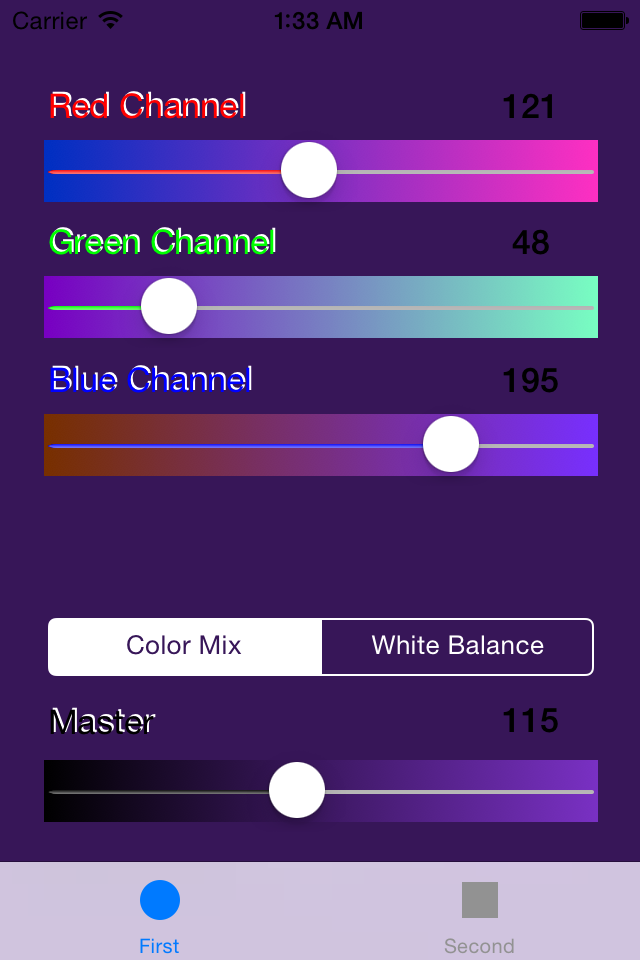 Carrier 1:33 AM
Red Channel 121
Green Channel 48
Blue Channel 195
Color Mix White Balance
Master 115
First Second